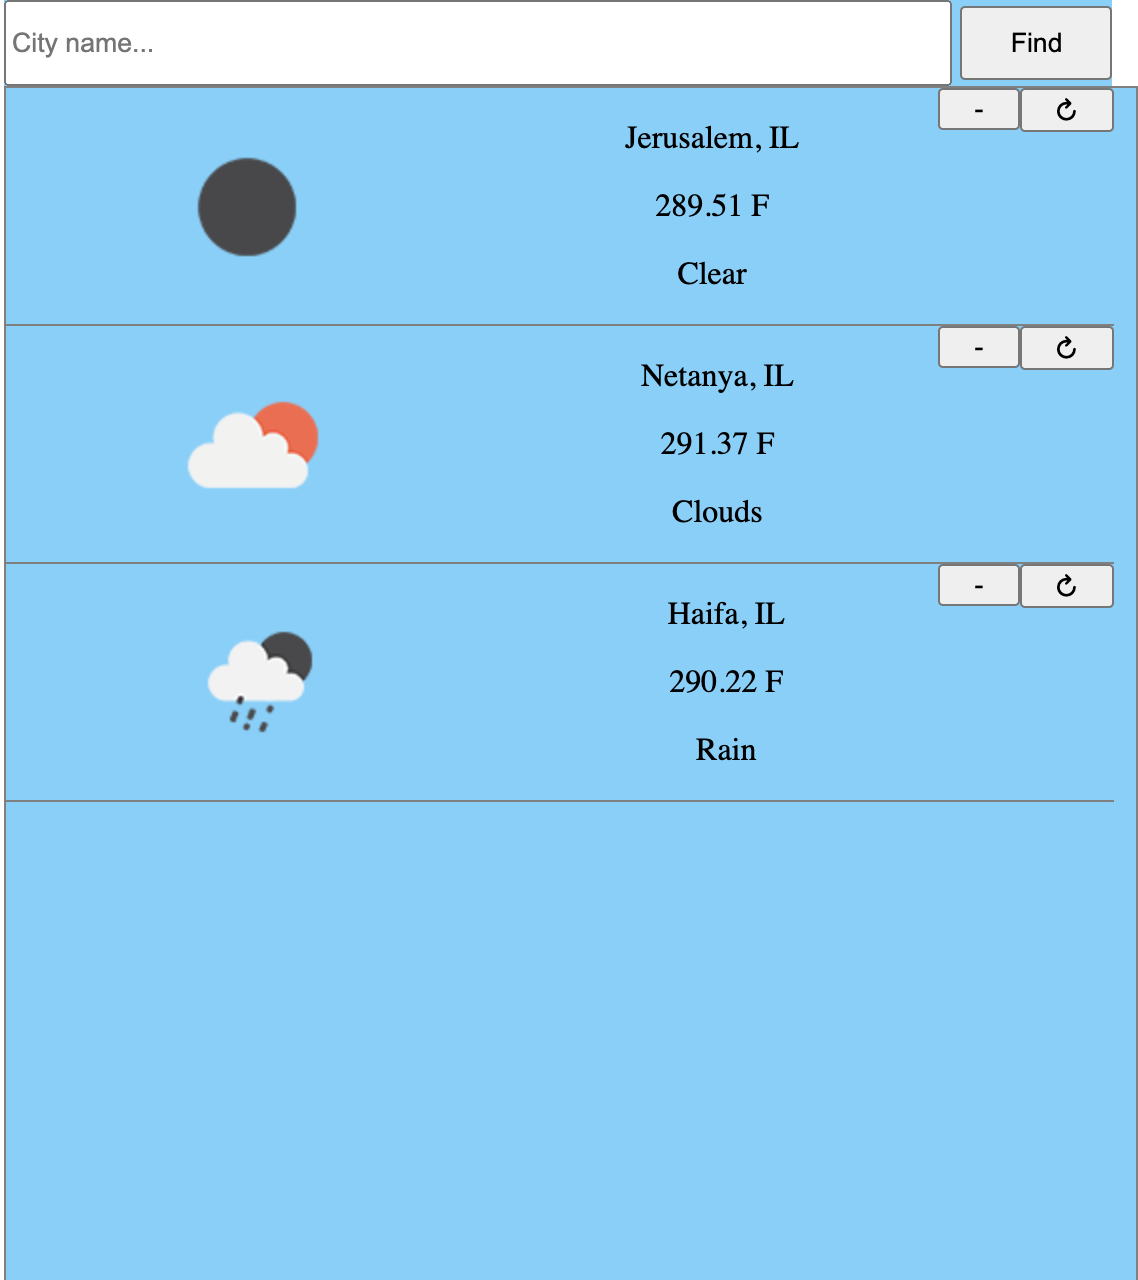 City name...
Find
-
↻
Jerusalem, IL
289.51 F
Clear
-
↻
Netanya, IL
291.37 F
Clouds
-
↻
Haifa, IL
290.22 F
Rain